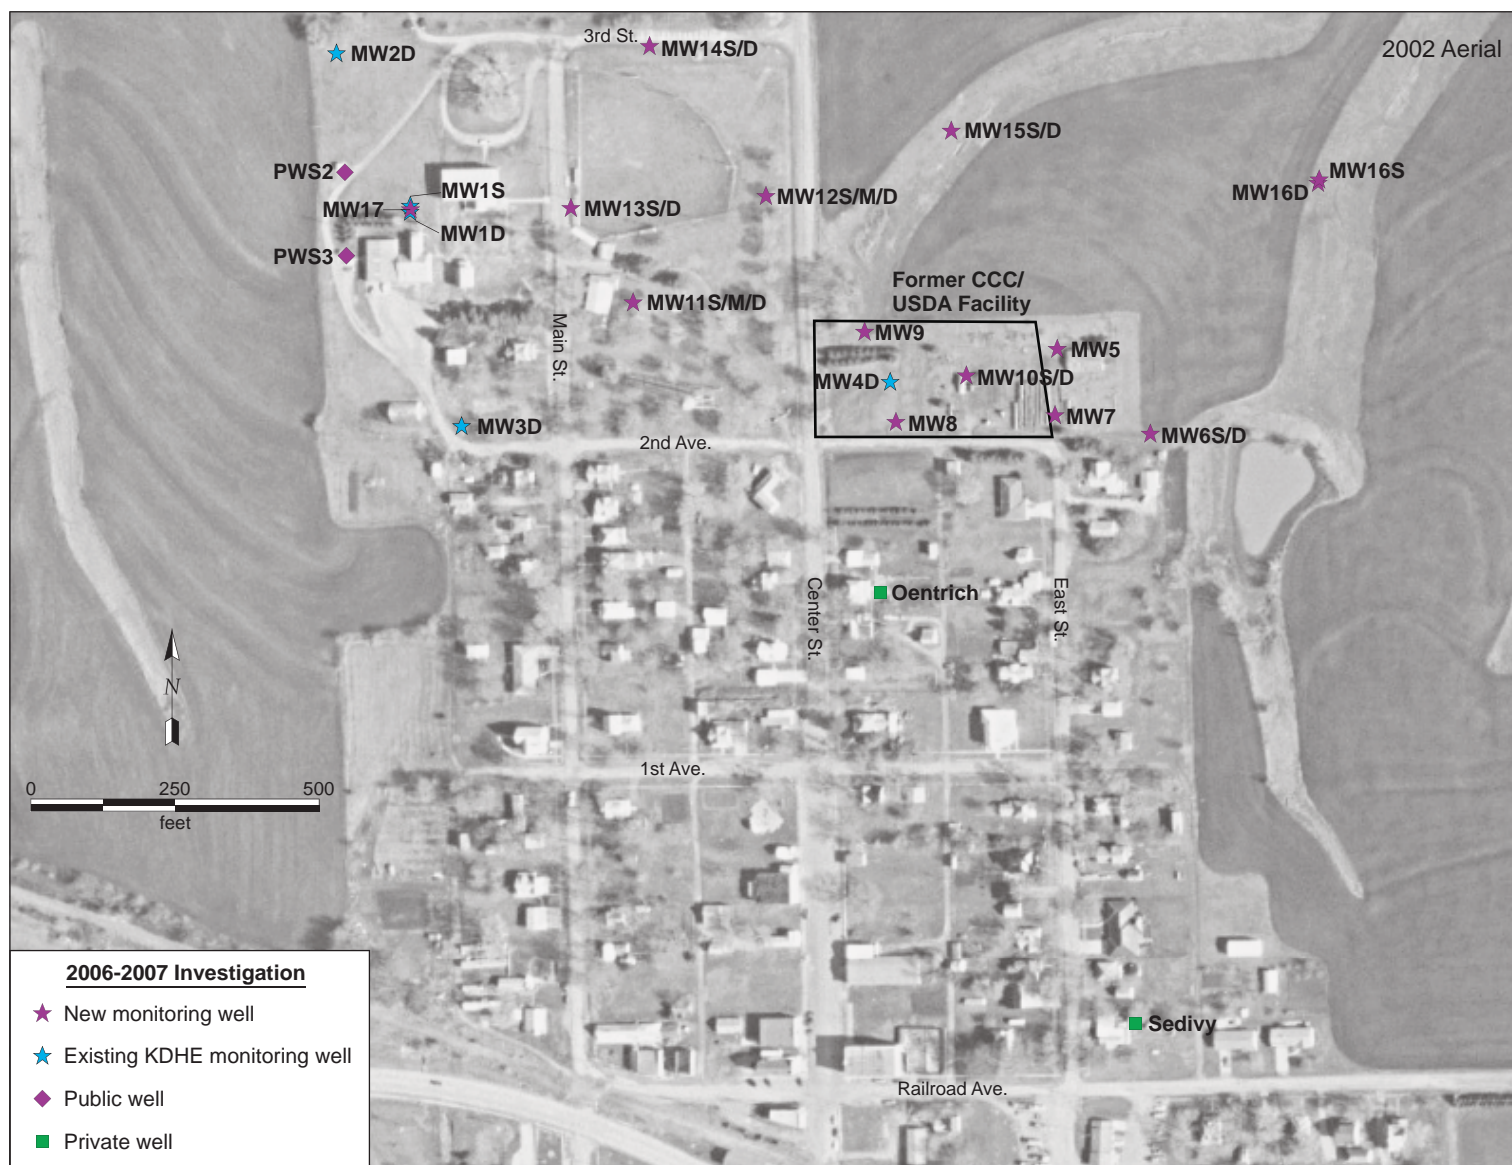 3rd St.
MW14S/D
2002 Aerial
MW2D
MW15S/D
PWS2
MW1S
MW16S
MW16D
MW17
MW13S/D
MW12S/M/D
MW1D
PWS3
Former CCC/
USDA Facility
MW11S/M/D
Main St.
MW9
MW5
MW4D
MW10S/D
MW8
MW7
MW3D
MW6S/D
2nd Ave.
Center St.
Oentrich
East St.
N
1st Ave.
0 250 500
feet
2006-2007 Investigation
New monitoring well
Existing KDHE monitoring well
Public well
Private well
Sedivy
Railroad Ave.